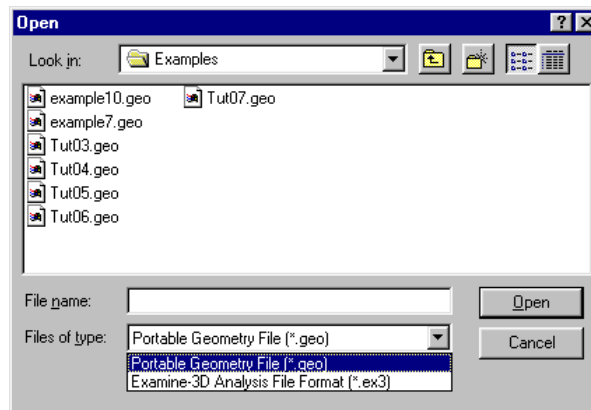 Open
Look in: Examples
example10.geo
example7.geo
Tut03.geo
Tut04.geo
Tut05.geo
Tut06.geo
Tut07.geo
File name: Open
Files of type: Portable Geometry File (*.geo) Cancel
Portable Geometry File (*.geo)
Examine-3D Analysis File Format (*.ex3)